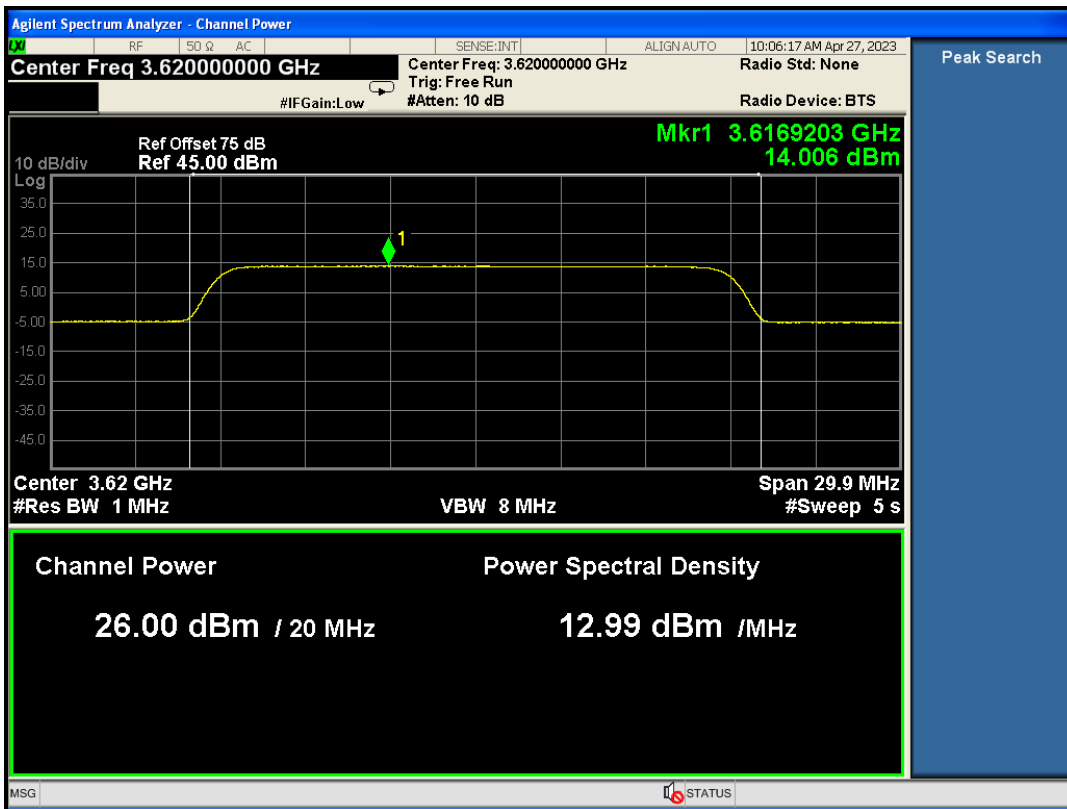 Agilent Spectrum Analyzer - Channel Power
LXI RF 50 Ω AC SENSE:INT ALIGN AUTO 10:06:17 AM Apr 27, 2023
Center Freq 3.620000000 GHz
Center Freq: 3.620000000 GHz
Radio Std: None
Trig: Free Run
#IFGain:Low
#Atten: 10 dB
Radio Device: BTS
Peak Search
Mkr1 3.6169203 GHz
14.006 dBm
Ref Offset 75 dB
10 dB/div Ref 45.00 dBm
Log
35.0
25.0
1
15.0
5.00
-5.00
-15.0
-25.0
-35.0
-45.0
Center 3.62 GHz Span 29.9 MHz
#Res BW 1 MHz VBW 8 MHz #Sweep 5 s
Channel Power Power Spectral Density
26.00 dBm / 20 MHz 12.99 dBm /MHz
MSG STATUS